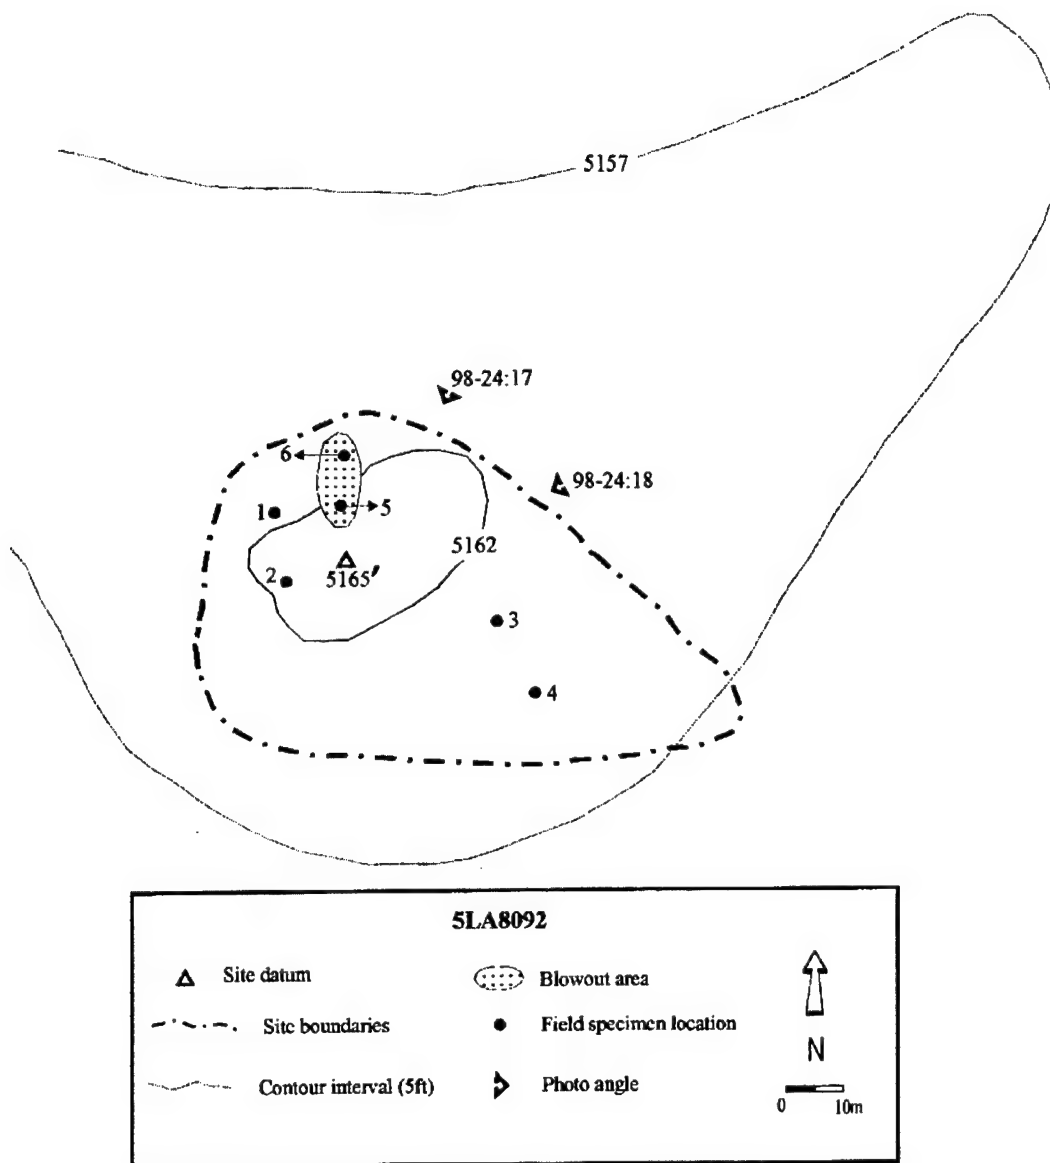 5157
98-24:17
6
98-24:18
1
5
5162
2
5165'
3
4
5LA8092
Site datum
Blowout area
Site boundaries
Field specimen location
Contour interval (5ft)
Photo angle
N
0 10m